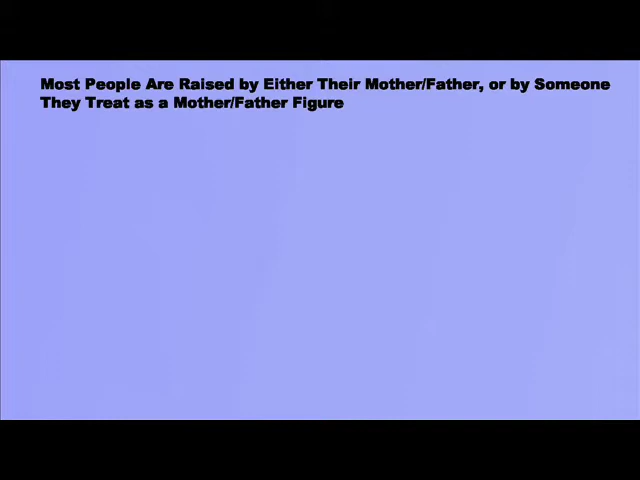 Most People Are Raised by Either Their Mother/Father, or by Someone
They Treat as a Mother/Father Figure